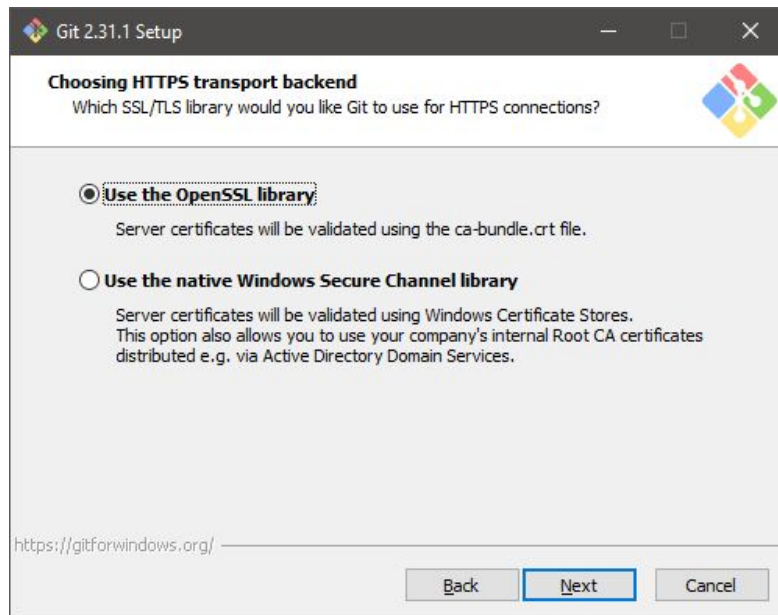 Git 2.31.1 Setup
Choosing HTTPS transport backend
Which SSL/TLS library would you like Git to use for HTTPS connections?
Use the OpenSSL library
Server certificates will be validated using the ca-bundle.crt file.
Use the native Windows Secure Channel library
Server certificates will be validated using Windows Certificate Stores.
This option also allows you to use your company's internal Root CA certificates
distributed e.g. via Active Directory Domain Services.
https://gitforwindows.org/
Back Next Cancel